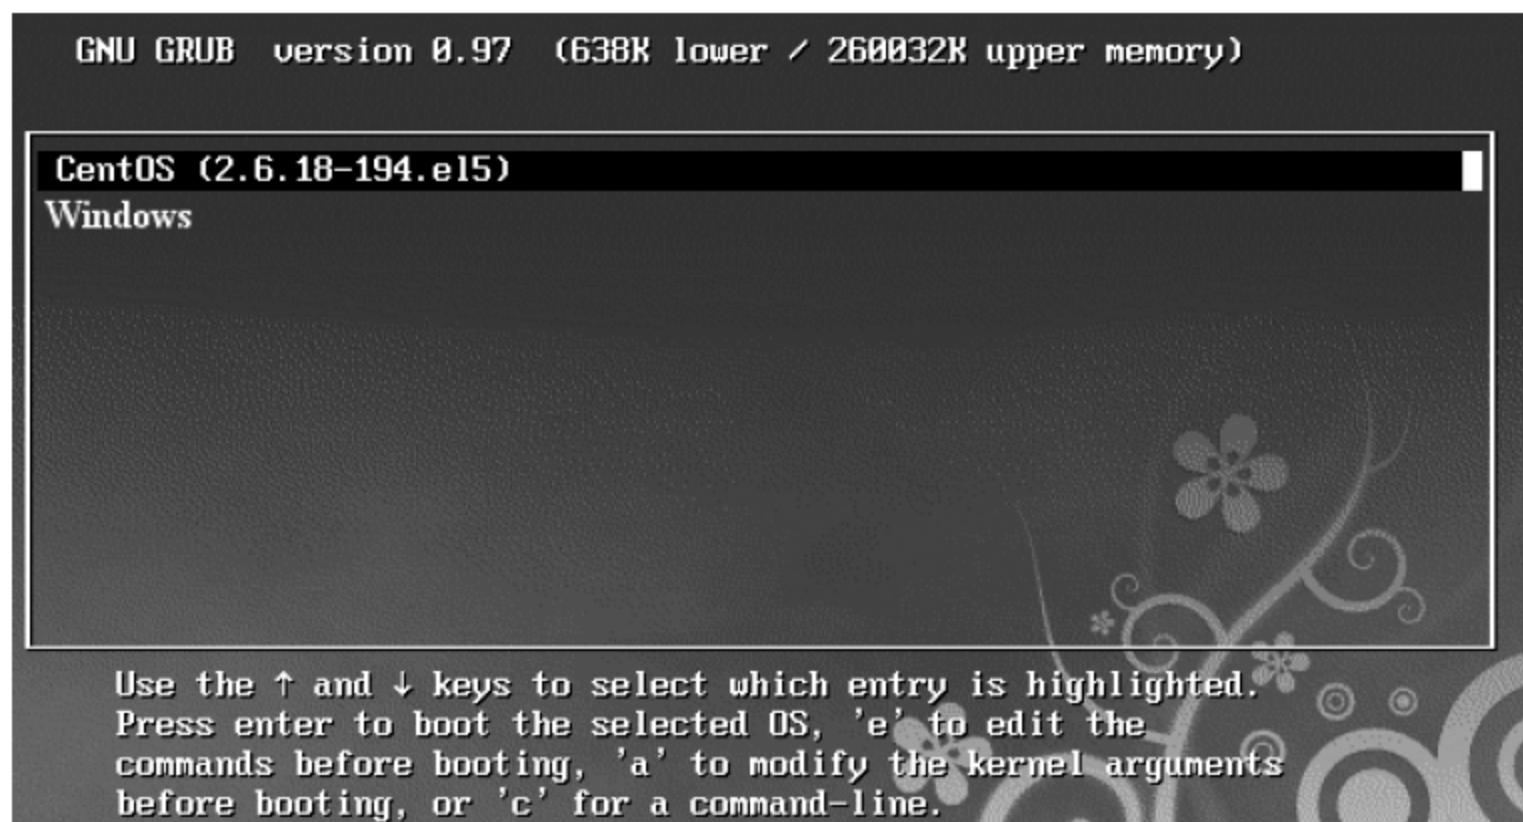 GNU GRUB version 0.97 (638K lower / 260032K upper memory)
CentOS (2.6.18-194.el5)
Windows
Use the ↑ and ↓ keys to select which entry is highlighted.
Press enter to boot the selected OS, 'e' to edit the
commands before booting, 'a' to modify the kernel arguments
before booting, or 'c' for a command-line.